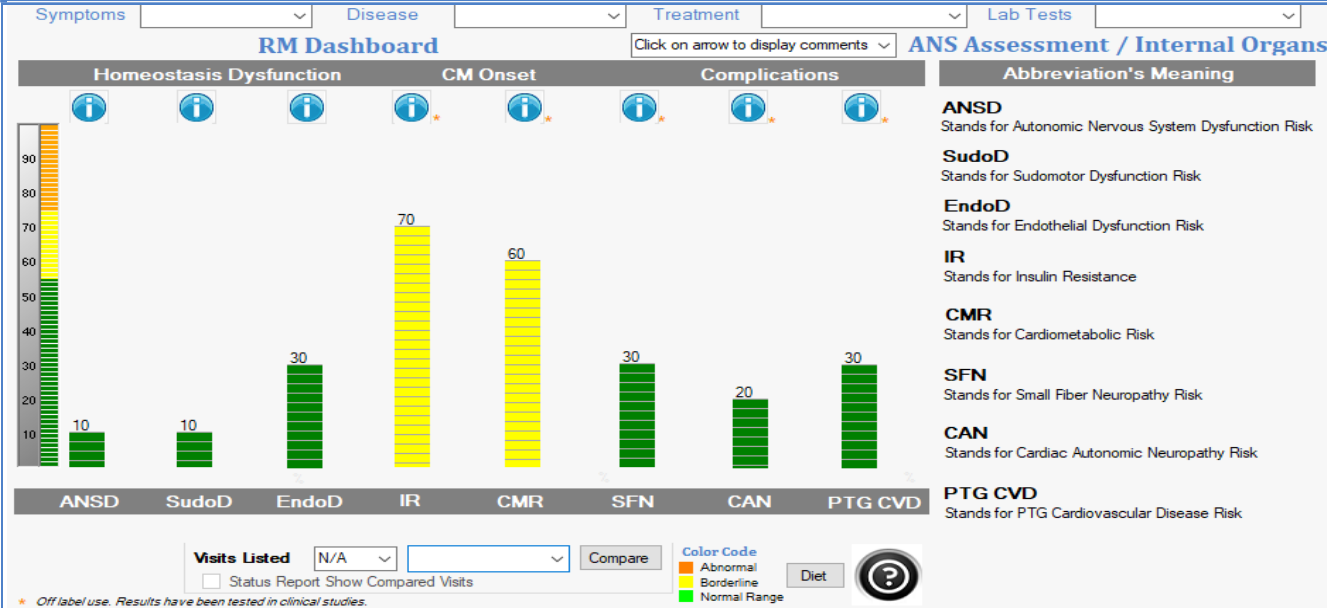 Symptoms Disease Treatment Lab Tests
RM Dashboard Click on arrow to display comments ANS Assessment / Internal Organs
Homeostasis Dysfunction CM Onset Complications Abbreviation's Meaning
* * * * *
ANSD
Stands for Autonomic Nervous System Dysfunction Risk
SudoD
Stands for Sudomotor Dysfunction Risk
EndoD
Stands for Endothelial Dysfunction Risk
IR
Stands for Insulin Resistance
CMR
Stands for Cardiometabolic Risk
SFN
Stands for Small Fiber Neuropathy Risk
CAN
Stands for Cardiac Autonomic Neuropathy Risk
PTG CVD
Stands for PTG Cardiovascular Disease Risk
90
80
70
60
50
40
30
20
10
10 10 30 70 60 30 20 30
% % %
ANSD SudoD EndoD IR CMR SFN CAN PTG CVD
Visits Listed N/A Compare
Status Report Show Compared Visits
Color Code
Abnormal
Borderline
Normal Range
Diet
?
* Off label use. Results have been tested in clinical studies.